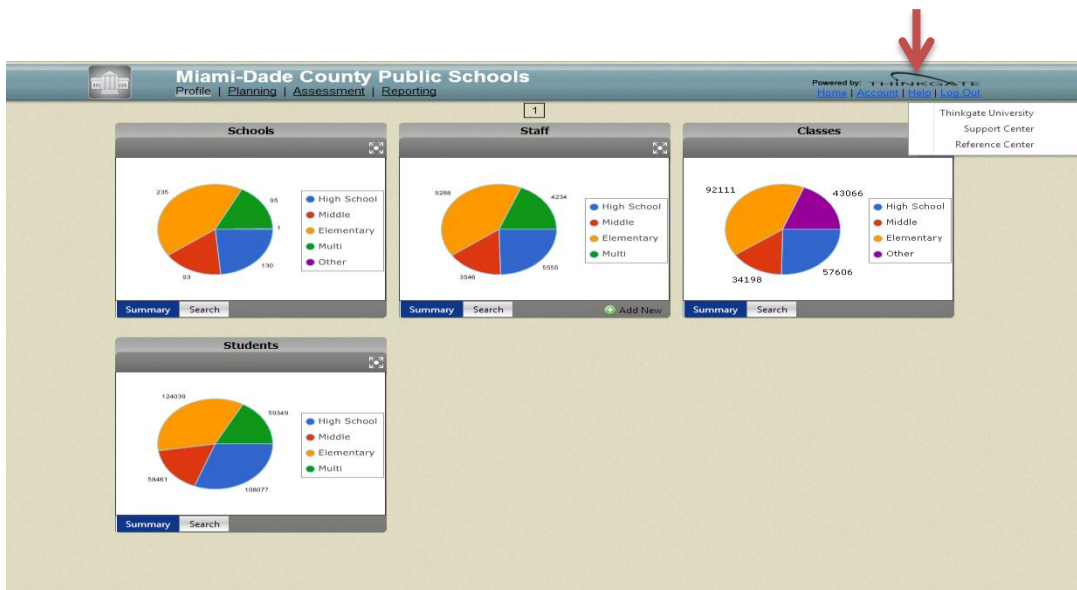 Miami-Dade County Public Schools
Profile | Planning | Assessment | Reporting
Powered by: THINKGATE
Home | Account | Help | Log Out
Thinkgate University
Support Center
Reference Center
1
Schools
235
95
1
130
93
High School
Middle
Elementary
Multi
Other
Summary
Search
Staff
9288
4234
5555
3546
High School
Middle
Elementary
Multi
Summary
Search
Add New
Classes
92111
43066
57606
34198
High School
Middle
Elementary
Other
Summary
Search
Students
124039
59349
108077
58461
High School
Middle
Elementary
Multi
Summary
Search